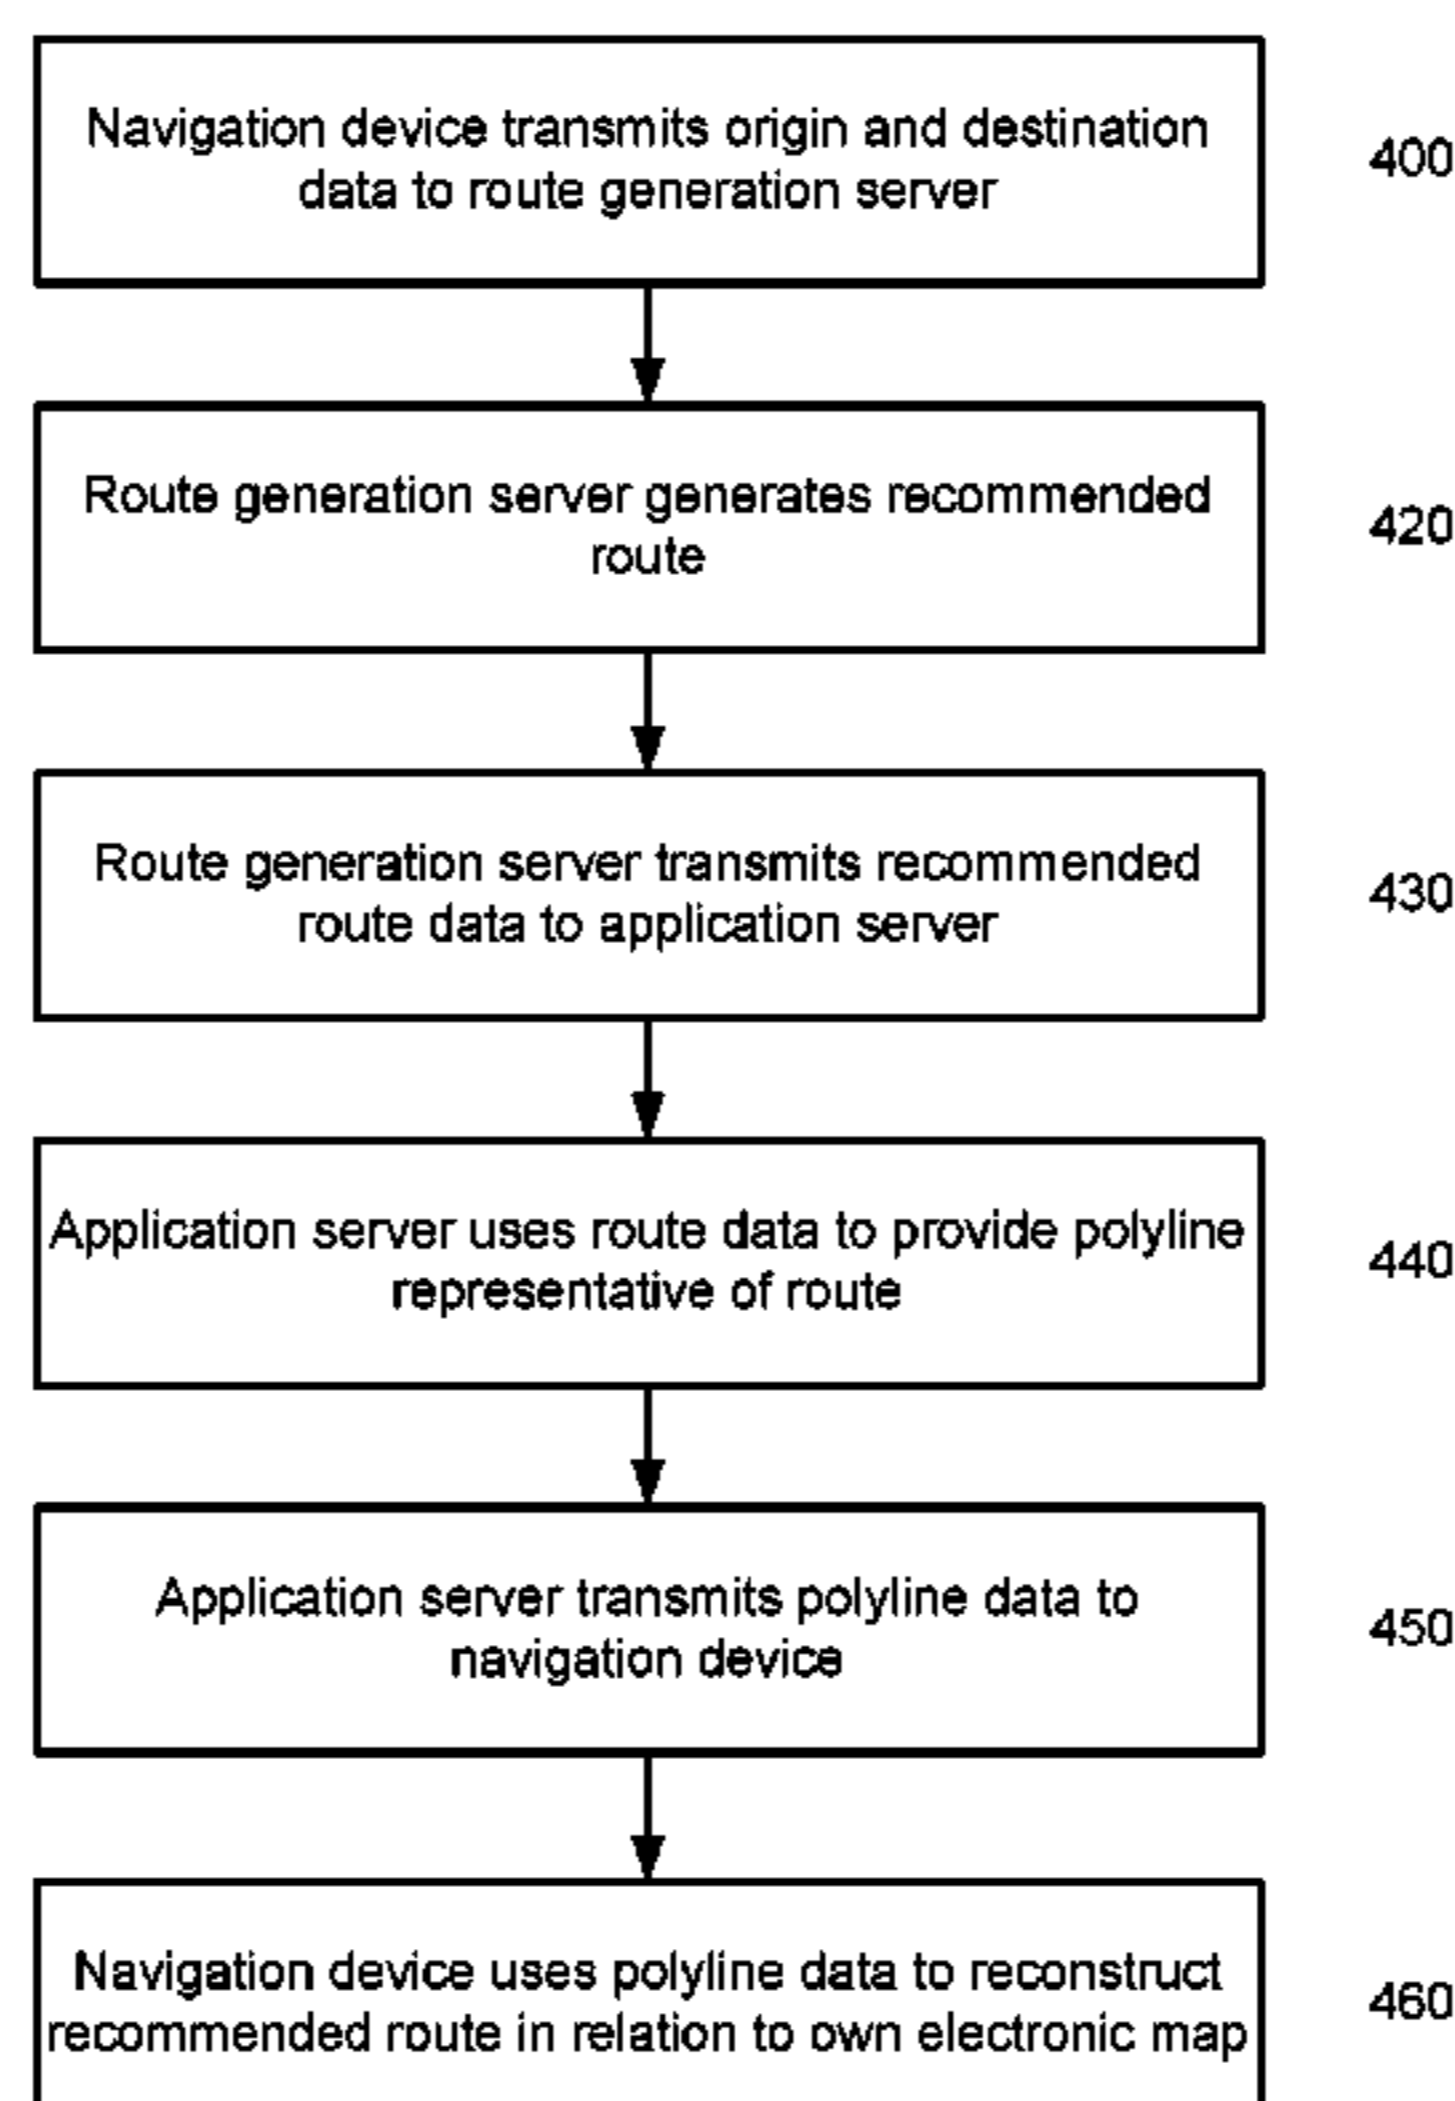 Navigation device transmits origin and destination
data to route generation server
400
Route generation server generates recommended
route
420
Route generation server transmits recommended
route data to application server
430
Application server uses route data to provide polyline
representative of route
440
Application server transmits polyline data to
navigation device
450
Navigation device uses polyline data to reconstruct
recommended route in relation to own electronic map
460